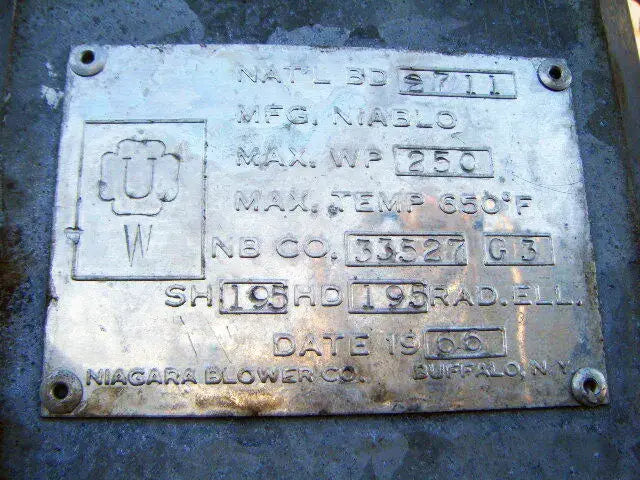 NAT'L BD 2711
MFG. NIABLO
MAX. WP 250
MAX. TEMP 650°F
U
W
NB CO. 33527 G3
SH 195 HD 195 RAD. ELL.
DATE 1966
NIAGARA BLOWER CO. BUFFALO, N.Y.